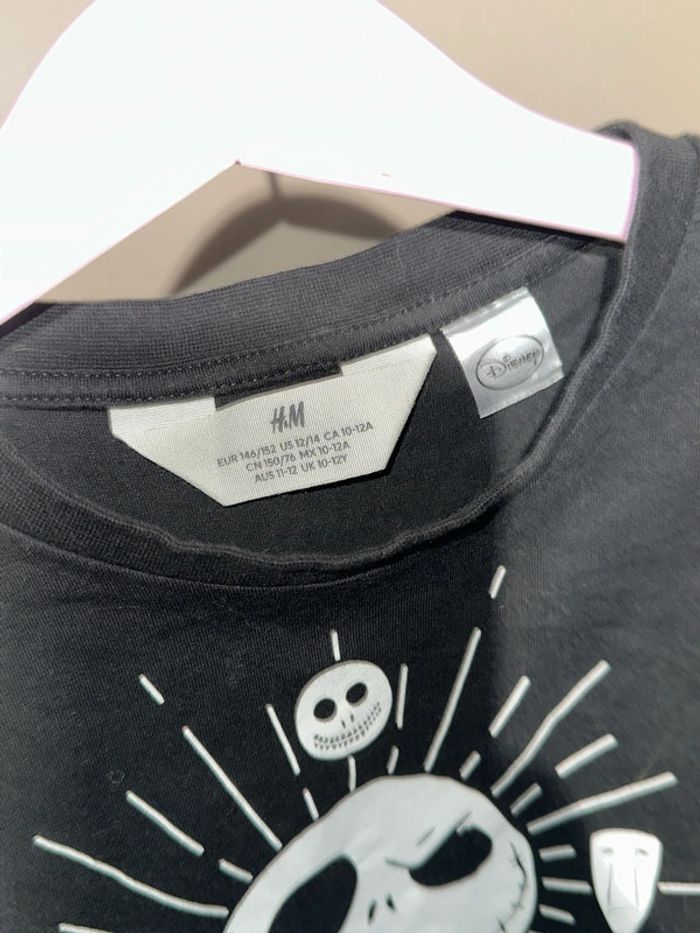 H&M
EUR 146/152 US 12/14 CA 10-12A
CN 150/76 MX 10-12A
AUS 11-12 UK 10-12Y
Disney